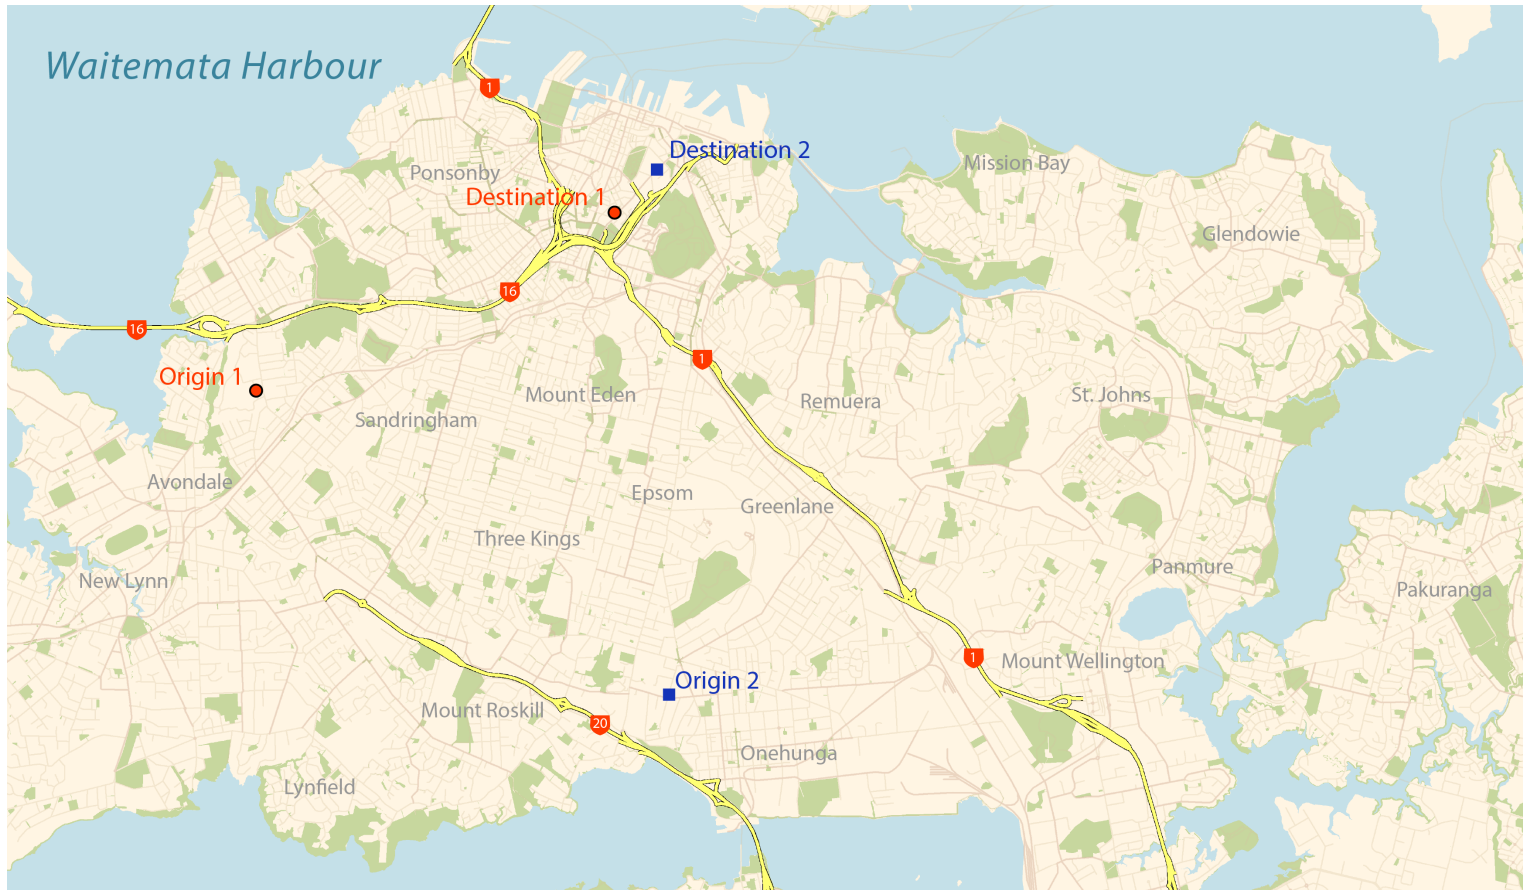 Waitemata Harbour
1
Destination 2
Mission Bay
Ponsonby
Destination 1
Glendowie
16
16
1
Origin 1
Mount Eden
Remuera
St. Johns
Sandringham
Avondale
Epsom
Greenlane
Three Kings
Panmure
New Lynn
Pakuranga
1
Mount Wellington
Origin 2
Mount Roskill
20
Onehunga
Lynfield